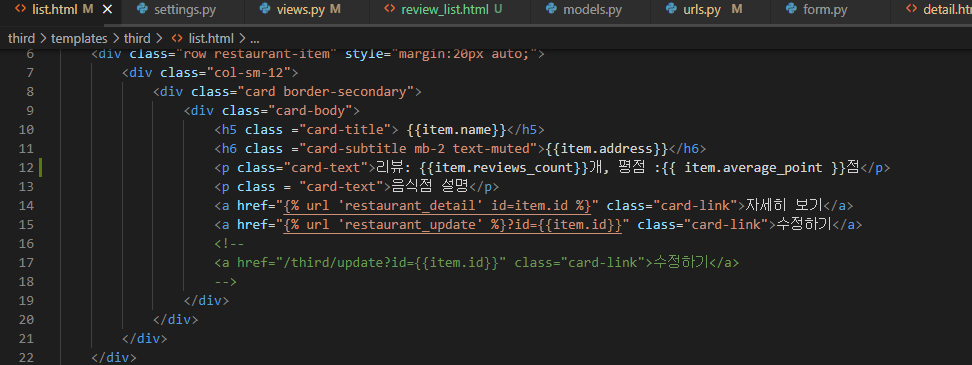 list.html M × settings.py views.py M review_list.html U models.py urls.py M form.py detail.ht
third > templates > third > <> list.html > ...
6 <div class="row restaurant-item" style="margin:20px auto;">
7 <div class="col-sm-12">
8 <div class="card border-secondary">
9 <div class="card-body">
10 <h5 class ="card-title"> {{item.name}}</h5>
11 <h6 class ="card-subtitle mb-2 text-muted">{{item.address}}</h6>
12 <p class="card-text">리뷰: {{item.reviews_count}}개, 평점 :{{ item.average_point }}점</p>
13 <p class = "card-text">음식점 설명</p>
14 <a href="{% url 'restaurant_detail' id=item.id %}" class="card-link">자세히 보기</a>
15 <a href="{% url 'restaurant_update' %}?id={{item.id}}" class="card-link">수정하기</a>
16 <!--
17 <a href="/third/update?id={{item.id}}" class="card-link">수정하기</a>
18 -->
19 </div>
20 </div>
21 </div>
22 </div>